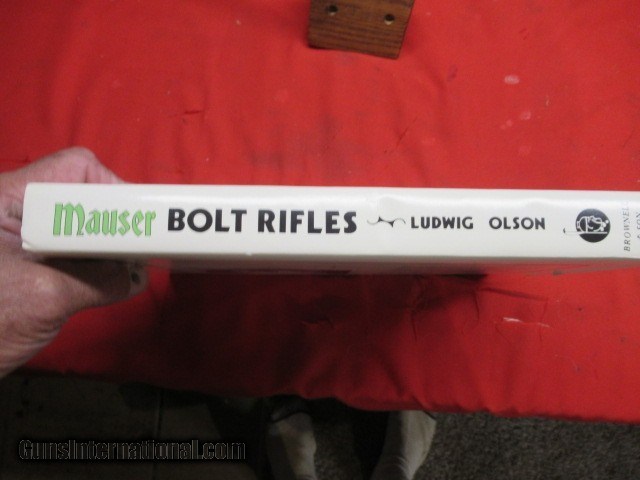 Mauser BOLT RIFLES LUDWIG OLSON
GunsInternational.com